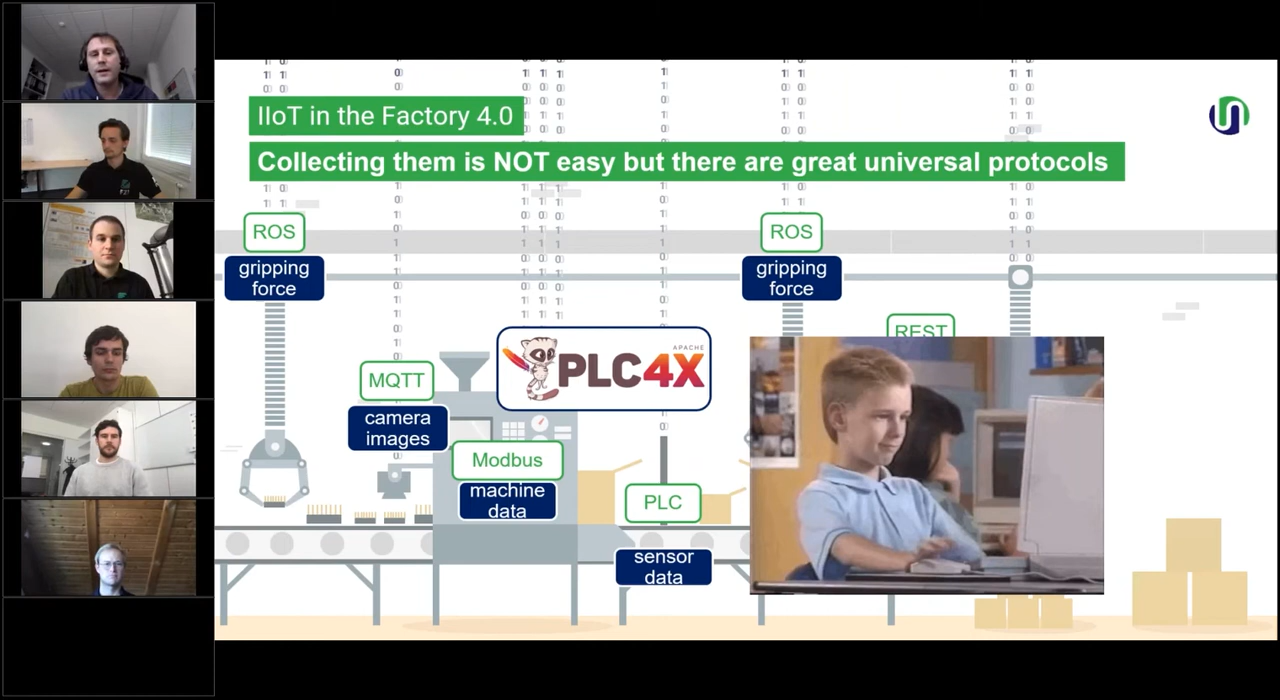 IIoT in the Factory 4.0
Collecting them is NOT easy but there are great universal protocols
ROS
gripping
force
ROS
gripping
force
REST
APACHE
PLC4X
MQTT
camera
images
Modbus
machine
data
PLC
sensor
data